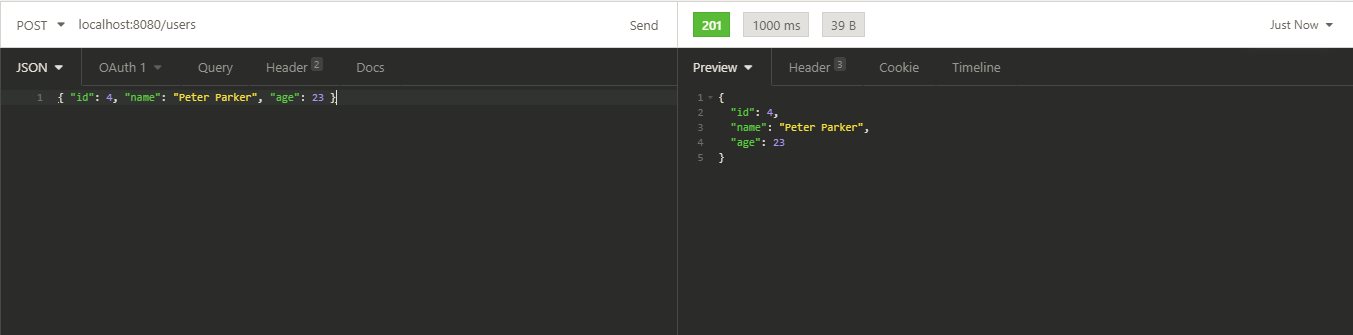 POST localhost:8080/users Send 201 1000 ms 39 B Just Now
JSON OAuth 1 Query Header 2 Docs Preview Header 3 Cookie Timeline
1 { "id": 4, "name": "Peter Parker", "age": 23 }
1 {
2 "id": 4,
3 "name": "Peter Parker",
4 "age": 23
5 }